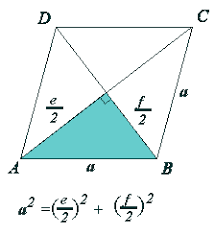 D C
e/2 f/2
a
A a B
a² = (e/2)² + (f/2)²